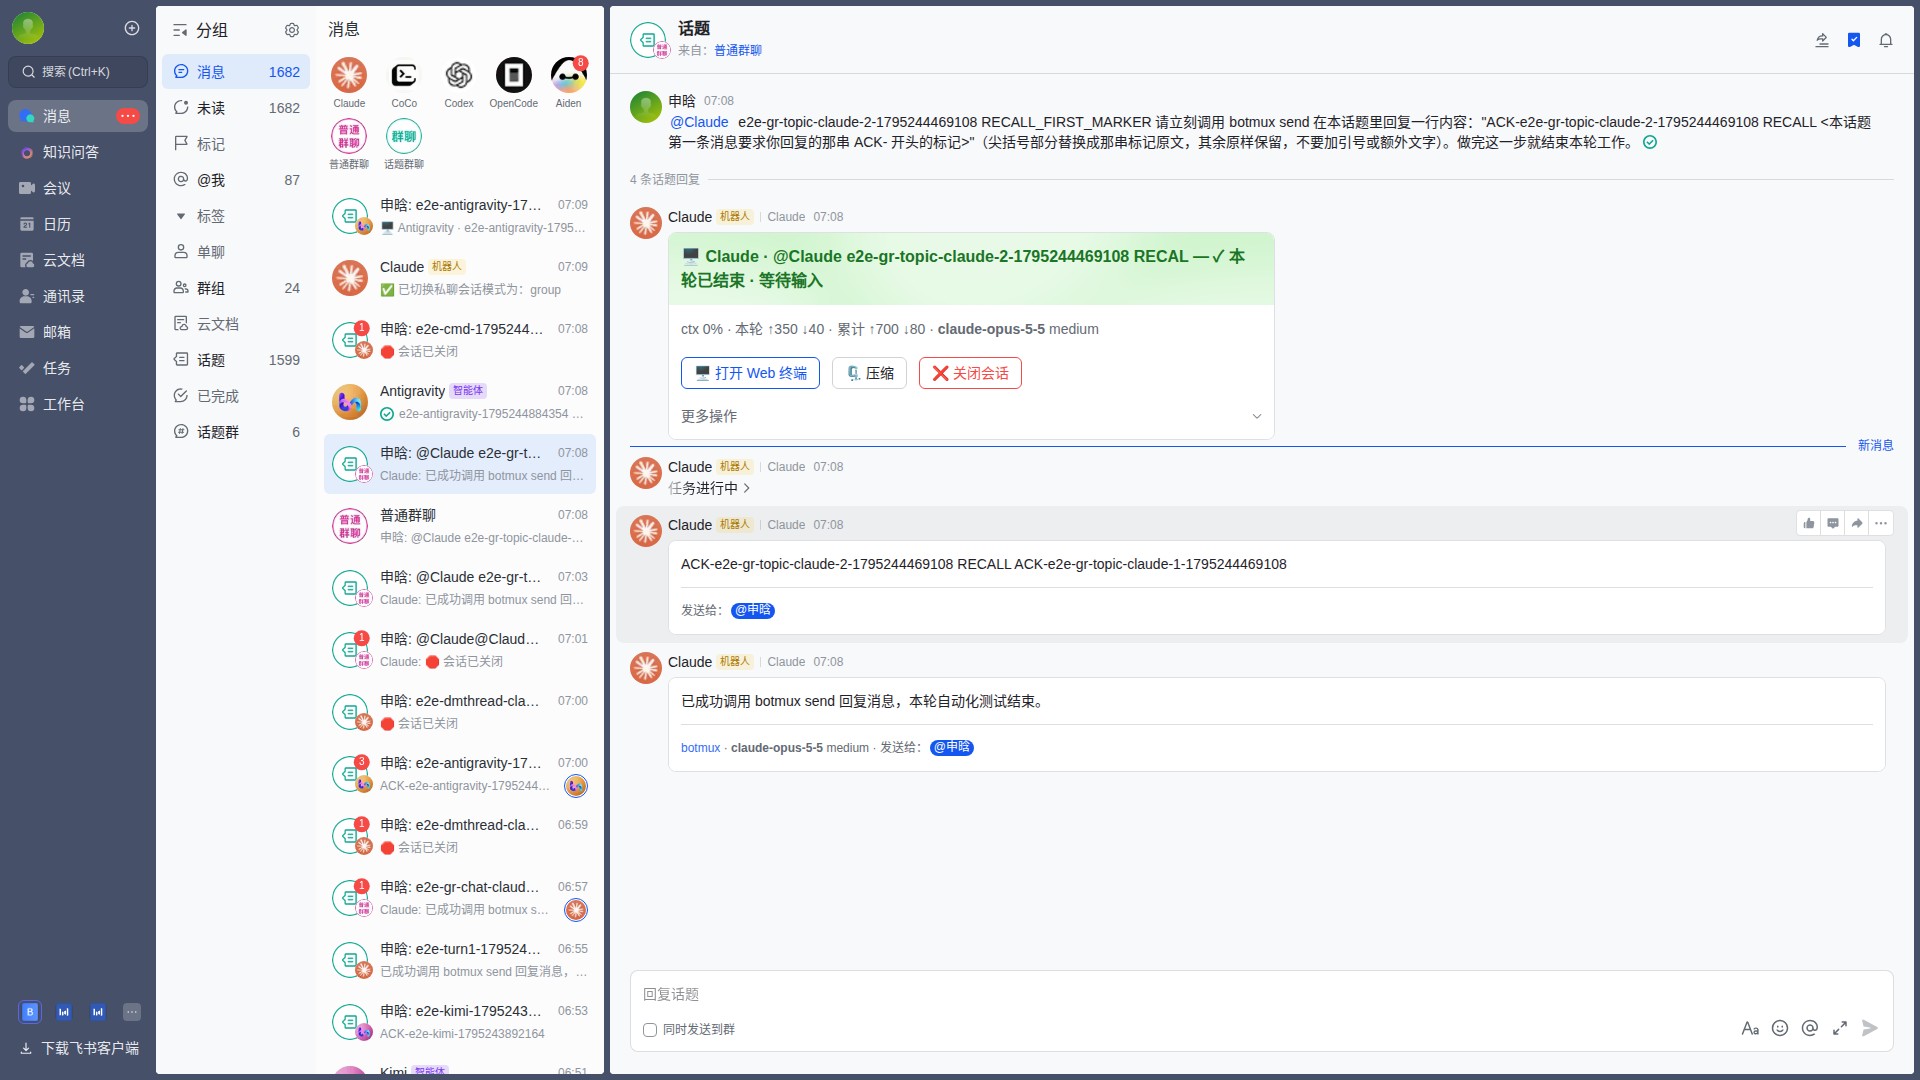 搜索 (Ctrl+K)
消息
知识问答
会议
日历
31
云文档
通讯录
邮箱
任务
工作台
B
下载飞书客户端
分组
消息 1682
未读 1682
标记
@我 87
标签
单聊
群组 24
云文档
话题 1599
已完成
话题群 6
消息
8
Claude CoCo Codex OpenCode Aiden
普通群聊 群聊
普通群聊 话题群聊
申晗: e2e-antigravity-17… 07:09
Antigravity · e2e-antigravity-1795…
Claude 机器人 07:09
已切换私聊会话模式为：group
1
申晗: e2e-cmd-1795244… 07:08
会话已关闭
Antigravity 智能体 07:08
e2e-antigravity-1795244884354 …
申晗: @Claude e2e-gr-t… 07:08
Claude: 已成功调用 botmux send 回…
普通群聊 普通群聊 07:08
申晗: @Claude e2e-gr-topic-claude-…
申晗: @Claude e2e-gr-t… 07:03
Claude: 已成功调用 botmux send 回…
1
申晗: @Claude@Claud… 07:01
Claude: 会话已关闭
申晗: e2e-dmthread-cla… 07:00
会话已关闭
3
申晗: e2e-antigravity-17… 07:00
ACK-e2e-antigravity-1795244…
1
申晗: e2e-dmthread-cla… 06:59
会话已关闭
1
申晗: e2e-gr-chat-claud… 06:57
Claude: 已成功调用 botmux s…
申晗: e2e-turn1-179524… 06:55
已成功调用 botmux send 回复消息，…
申晗: e2e-kimi-1795243… 06:53
ACK-e2e-kimi-1795243892164
Kimi 智能体 06:51
话题
来自：普通群聊
申晗 07:08
@Claude e2e-gr-topic-claude-2-1795244469108 RECALL_FIRST_MARKER 请立刻调用 botmux send 在本话题里回复一行内容："ACK-e2e-gr-topic-claude-2-1795244469108 RECALL <本话题
第一条消息要求你回复的那串 ACK- 开头的标记>"（尖括号部分替换成那串标记原文，其余原样保留，不要加引号或额外文字）。做完这一步就结束本轮工作。
4 条话题回复
Claude 机器人 Claude 07:08
Claude · @Claude e2e-gr-topic-claude-2-1795244469108 RECAL — ✓ 本
轮已结束 · 等待输入
ctx 0% · 本轮 ↑350 ↓40 · 累计 ↑700 ↓80 · claude-opus-5-5 medium
打开 Web 终端 压缩 关闭会话
更多操作
新消息
Claude 机器人 Claude 07:08
任务进行中
Claude 机器人 Claude 07:08
ACK-e2e-gr-topic-claude-2-1795244469108 RECALL ACK-e2e-gr-topic-claude-1-1795244469108
发送给：@申晗
Claude 机器人 Claude 07:08
已成功调用 botmux send 回复消息，本轮自动化测试结束。
botmux · claude-opus-5-5 medium · 发送给：@申晗
回复话题
同时发送到群
Aa